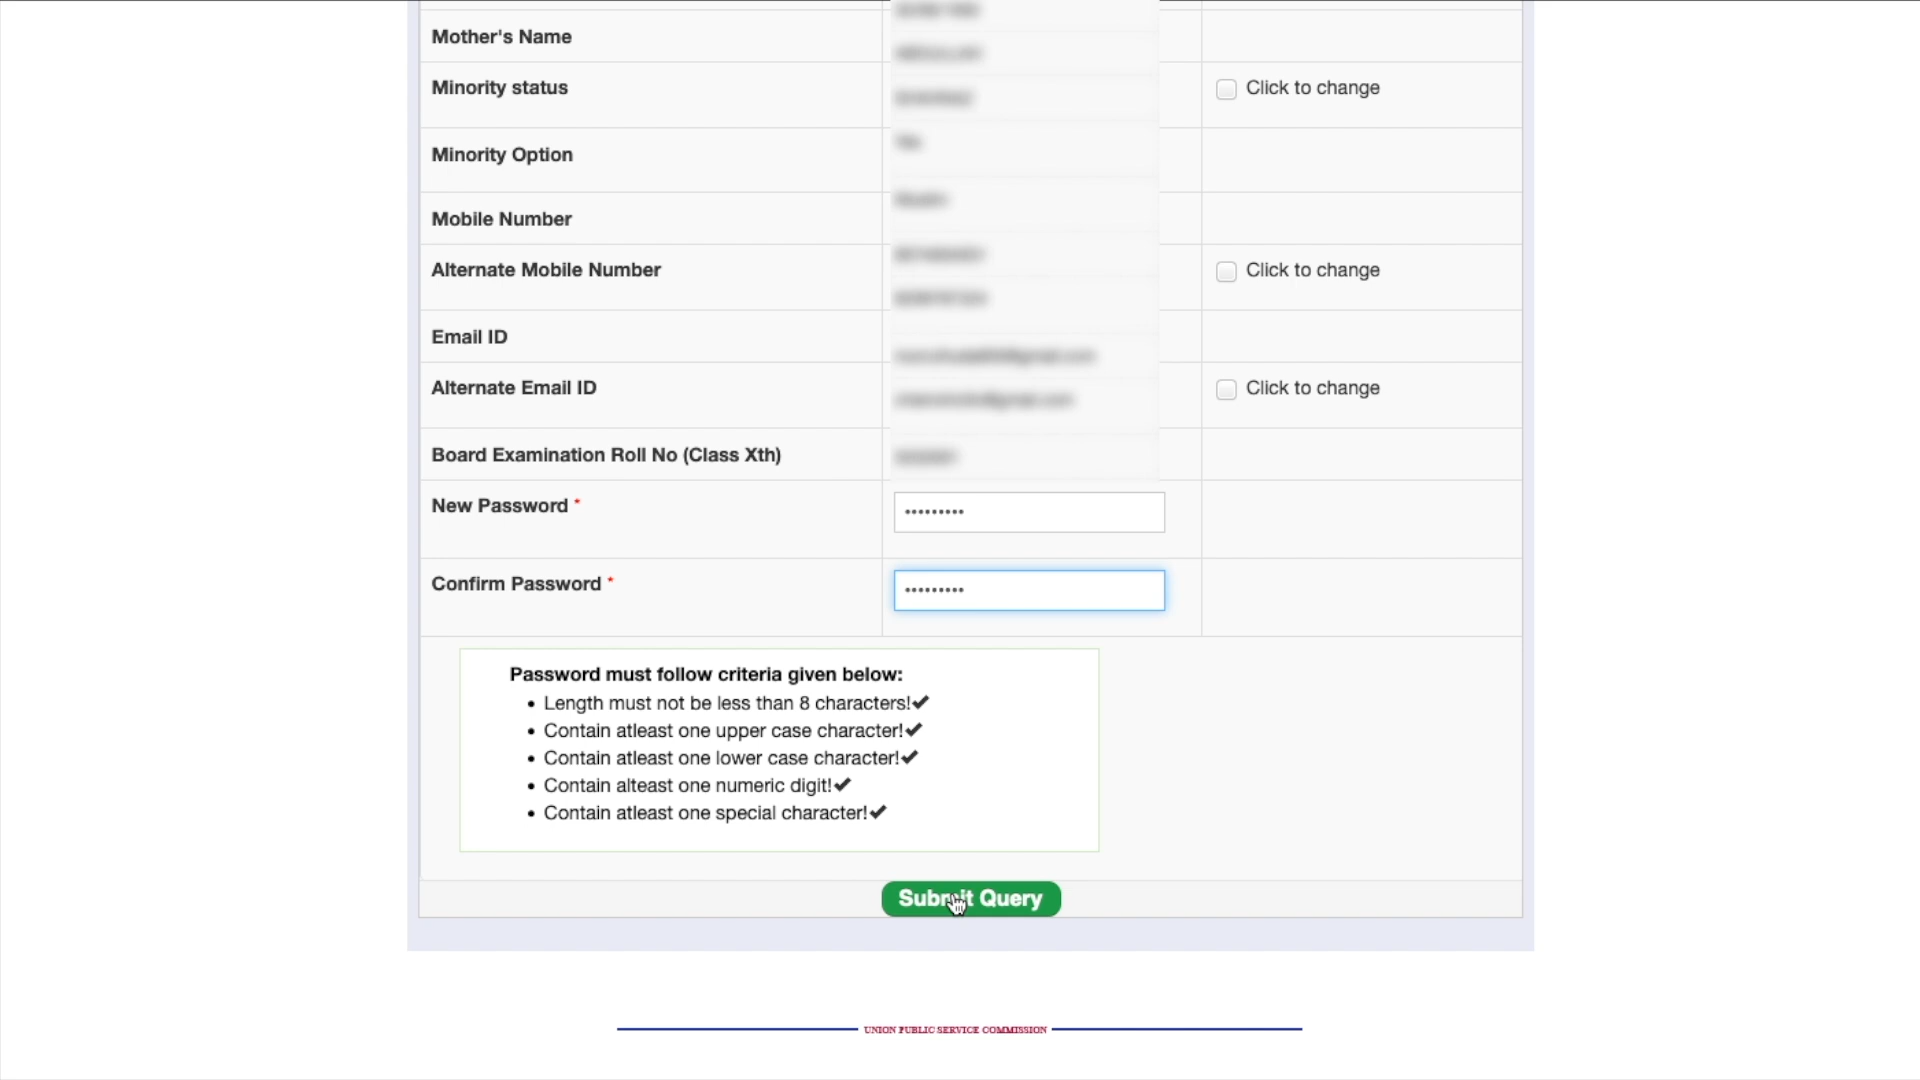 Mother's Name
Minority status
Click to change
Minority Option
Mobile Number
Alternate Mobile Number
Click to change
Email ID
Alternate Email ID
Click to change
Board Examination Roll No (Class Xth)
New Password *
•••••••••
Confirm Password *
•••••••••
Password must follow criteria given below:
• Length must not be less than 8 characters!✔
• Contain atleast one upper case character!✔
• Contain atleast one lower case character!✔
• Contain alteast one numeric digit!✔
• Contain atleast one special character!✔
Submit Query
UNION PUBLIC SERVICE COMMISSION